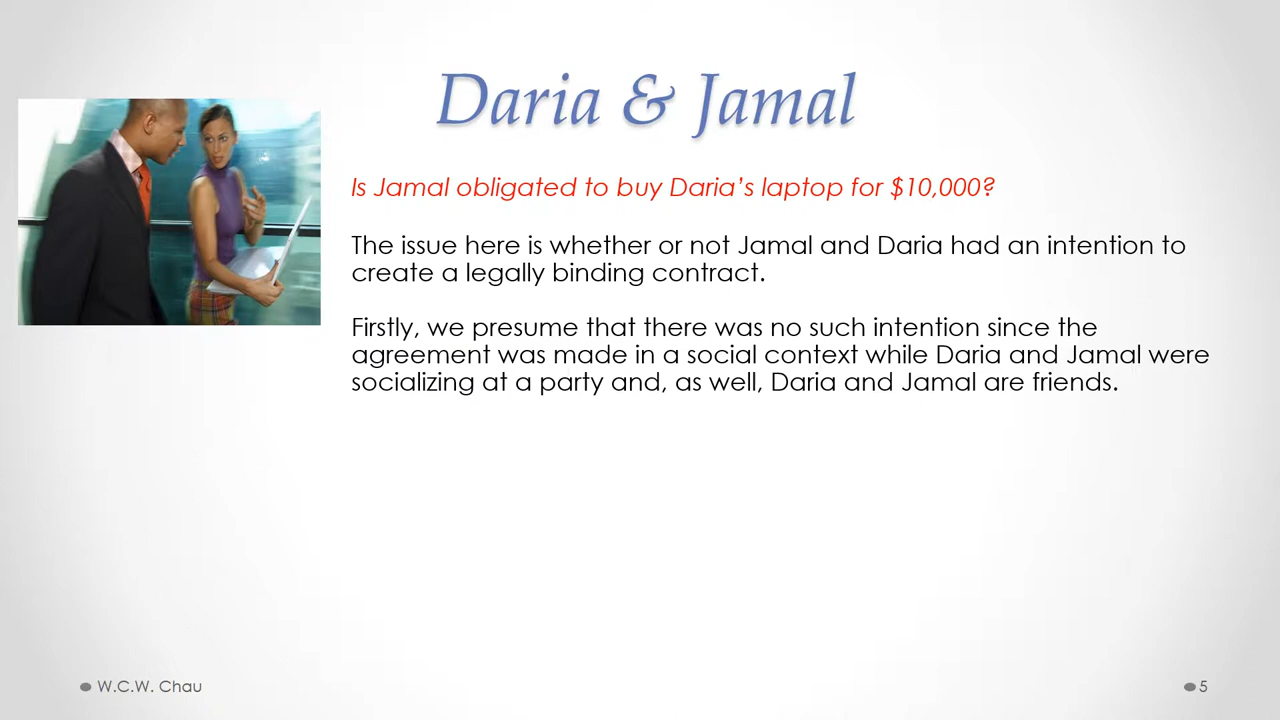 Daria & Jamal
Is Jamal obligated to buy Daria’s laptop for $10,000?
The issue here is whether or not Jamal and Daria had an intention to
create a legally binding contract.
Firstly, we presume that there was no such intention since the
agreement was made in a social context while Daria and Jamal were
socializing at a party and, as well, Daria and Jamal are friends.
W.C.W. Chau
5